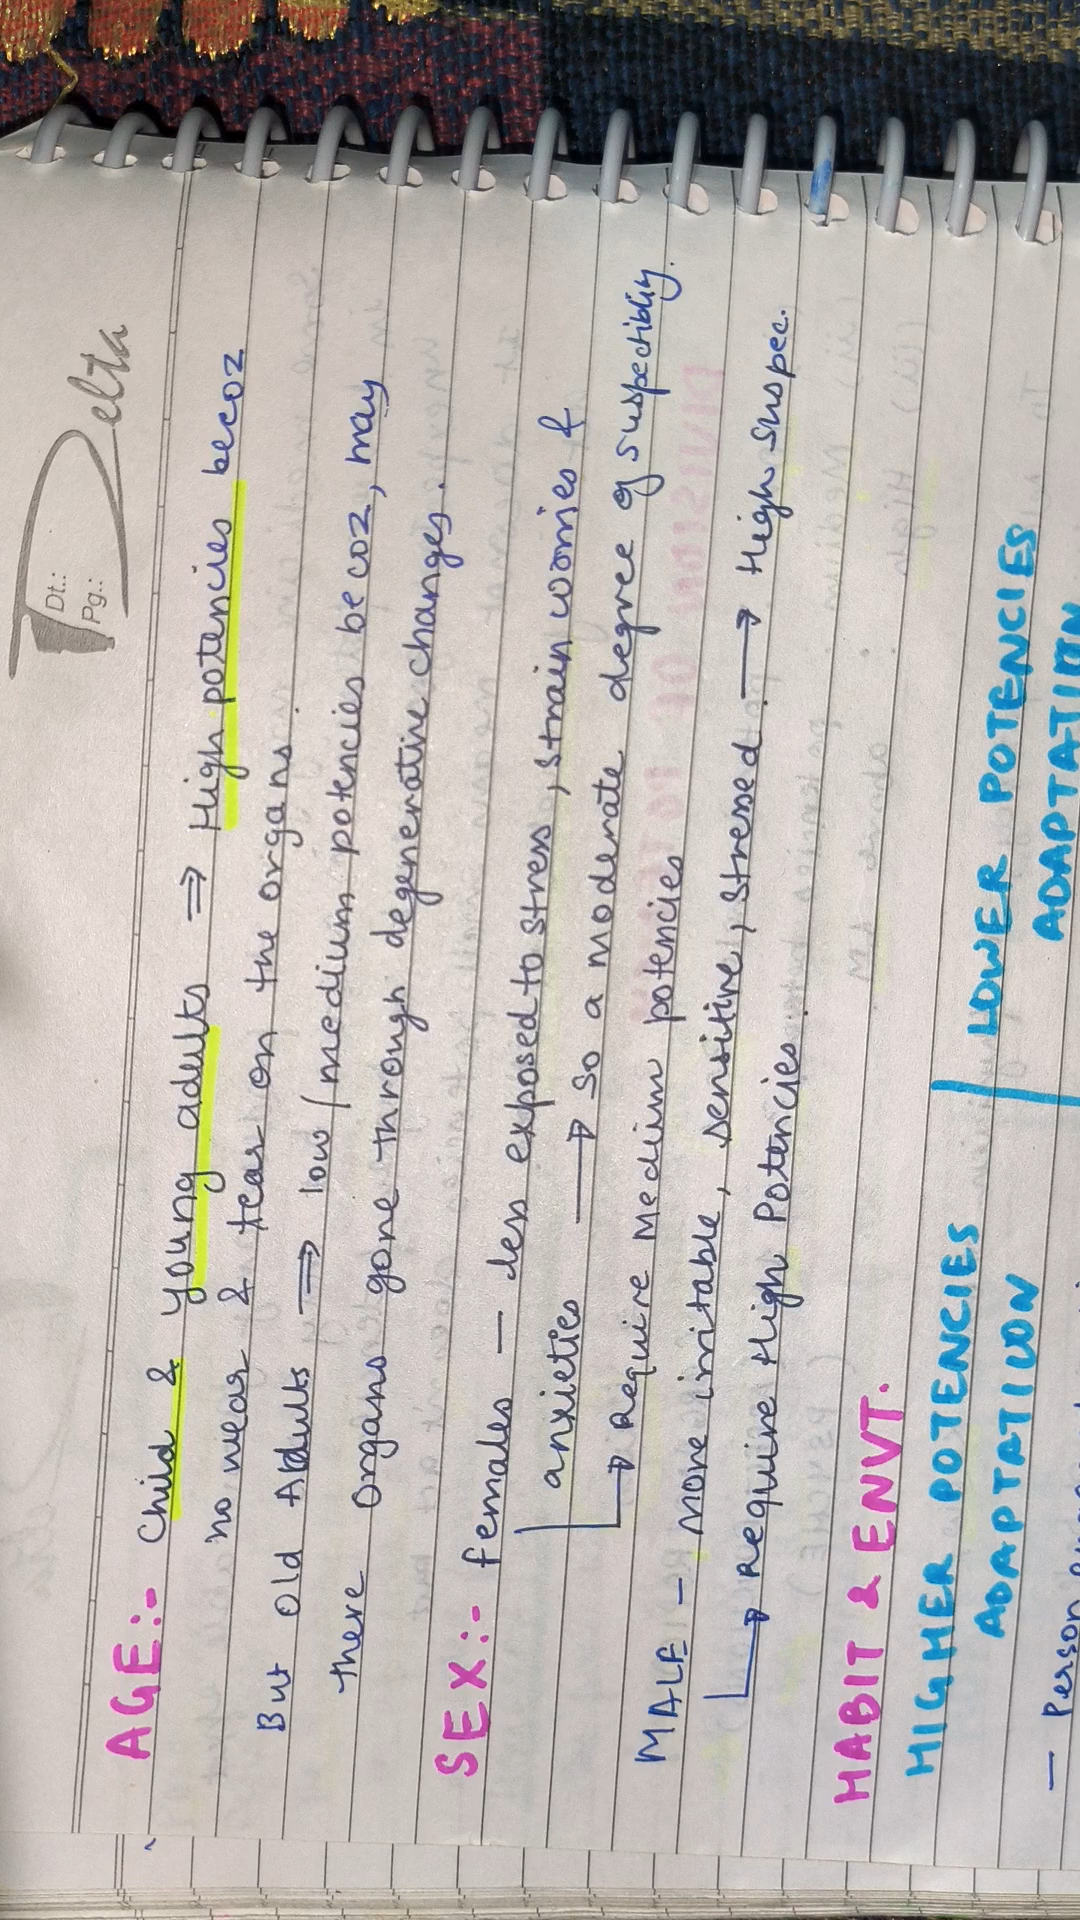 Delta
Dt.:
Pg.:
AGE:- Child & young adults ⇒ High potencies becoz
no wear & tear on the organs.
But Old Adults ⇒ low / medium potencies becoz, may
there organs gone through degenerative changes.
SEX:- females — less exposed to stress, strain worries &
anxieties → so a moderate degree of suspectibliy.
↳ require Medium potencies
MALE — more irritable, sensitive, stressed → High suspec.
↳ require High Potencies.
HABIT & ENVT.
HIGHER POTENCIES | LOWER POTENCIES
ADAPTATION ADAPTATION
— Person